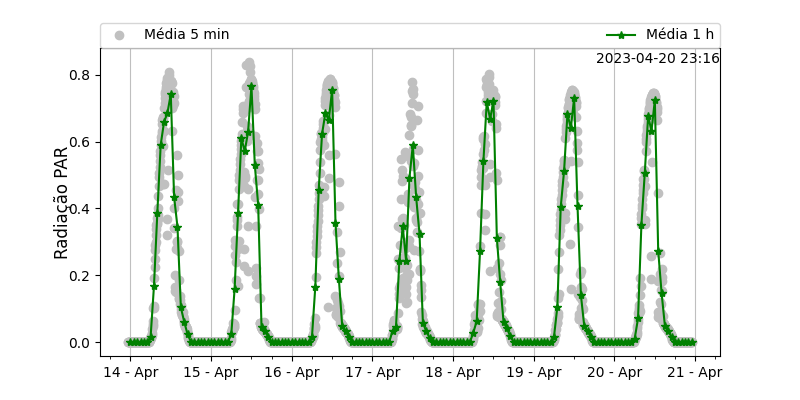 Média 5 min
Média 1 h
2023-04-20 23:16
Radiação PAR
0.8
0.6
0.4
0.2
0.0
14 - Apr
15 - Apr
16 - Apr
17 - Apr
18 - Apr
19 - Apr
20 - Apr
21 - Apr